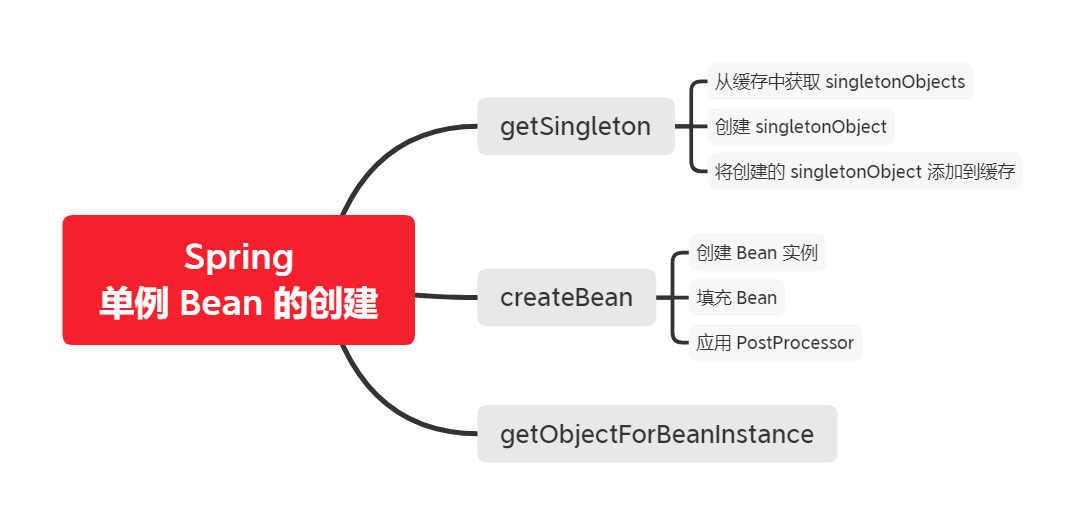 Spring
单例 Bean 的创建
getSingleton
从缓存中获取 singletonObjects
创建 singletonObject
将创建的 singletonObject 添加到缓存
createBean
创建 Bean 实例
填充 Bean
应用 PostProcessor
getObjectForBeanInstance